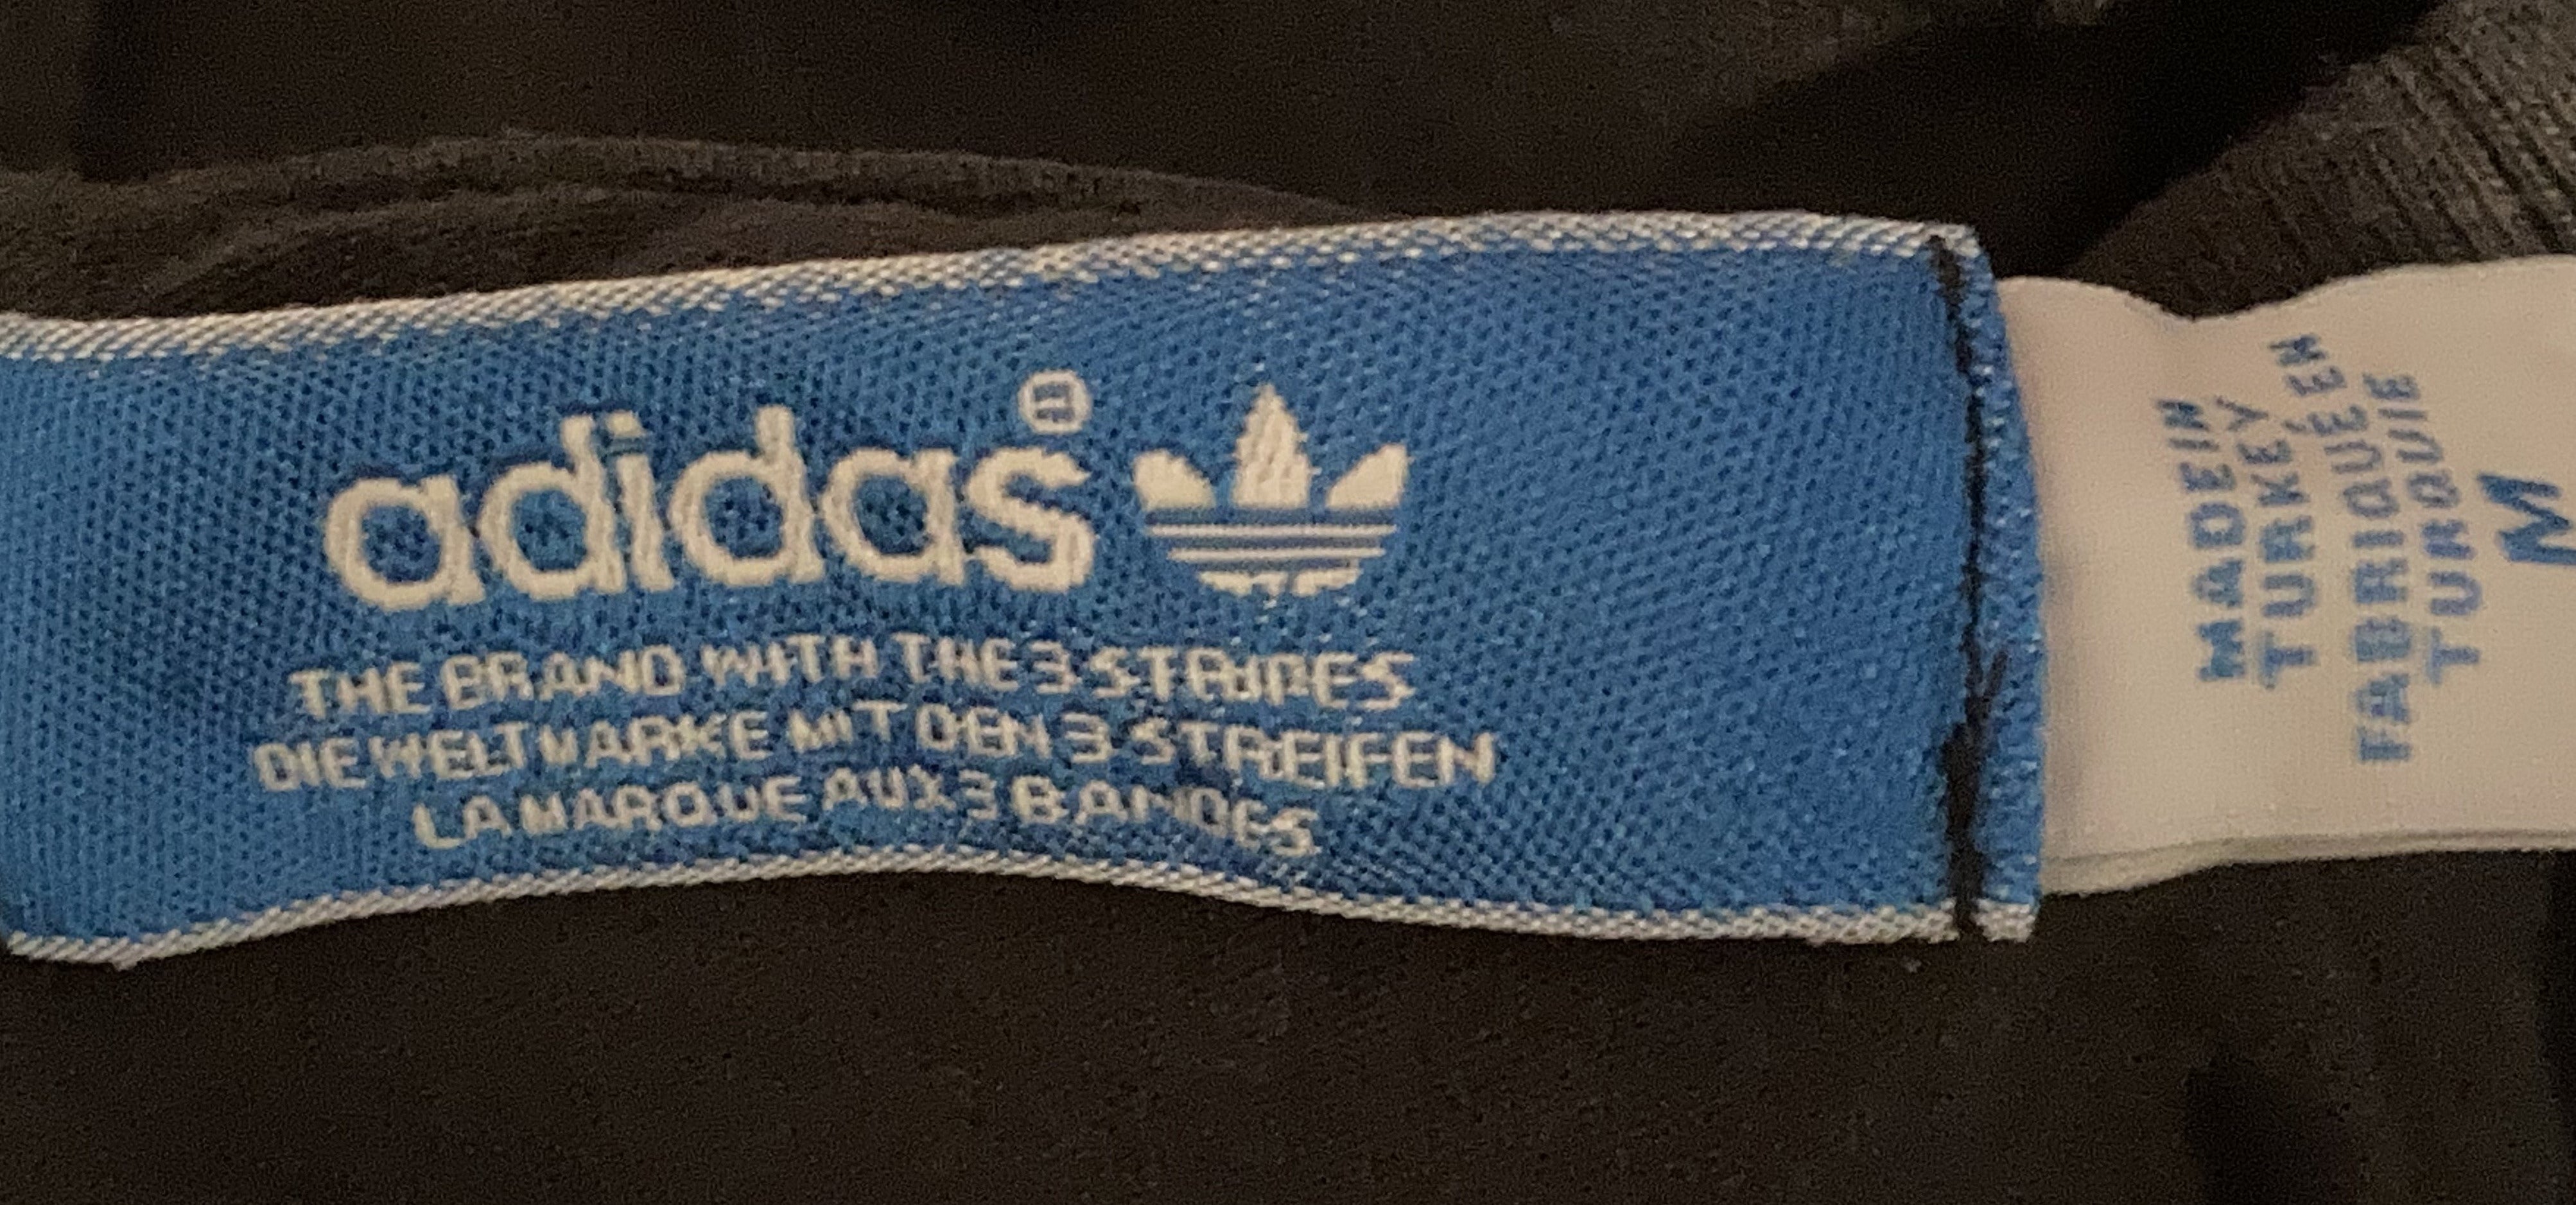 adidas®
THE BRAND WITH THE 3 STRIPES
DIE WELTMARKE MIT DEN 3 STREIFEN
LA MARQUE AUX 3 BANDES
MADE IN
TURKEY
FABRIQUÉ EN
TURQUIE
M